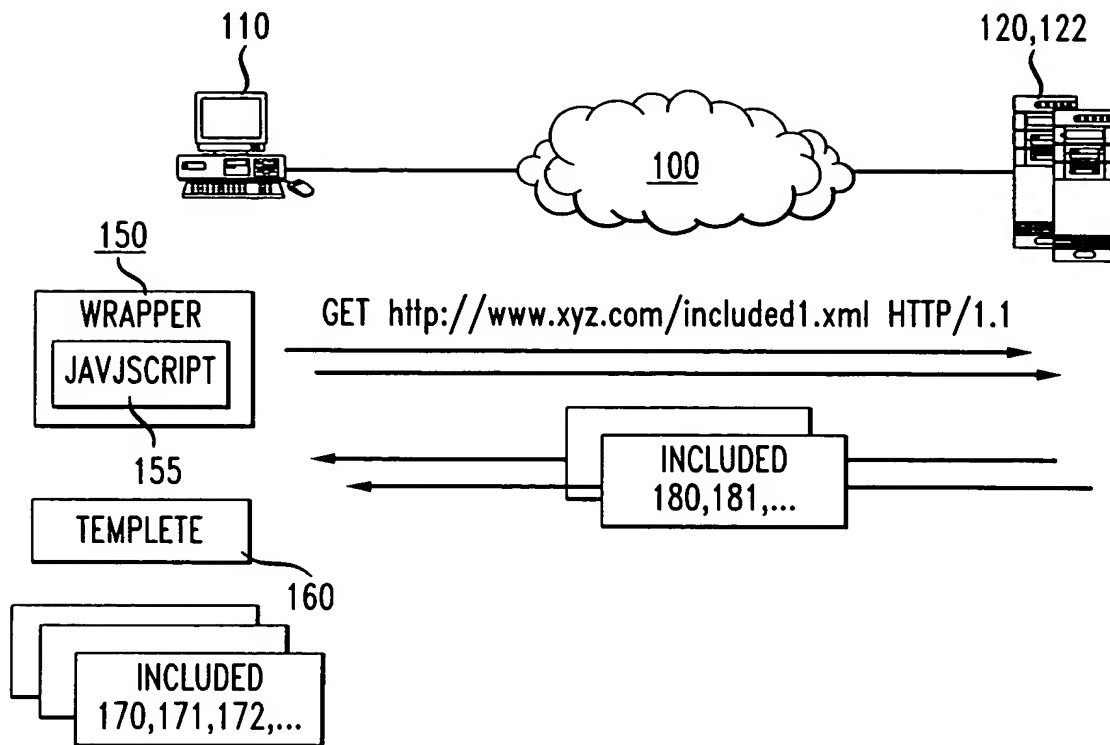 110
120,122
100
150
WRAPPER
JAVJSCRIPT
155
GET http://www.xyz.com/included1.xml HTTP/1.1
INCLUDED
180,181,...
TEMPLETE
160
INCLUDED
170,171,172,...